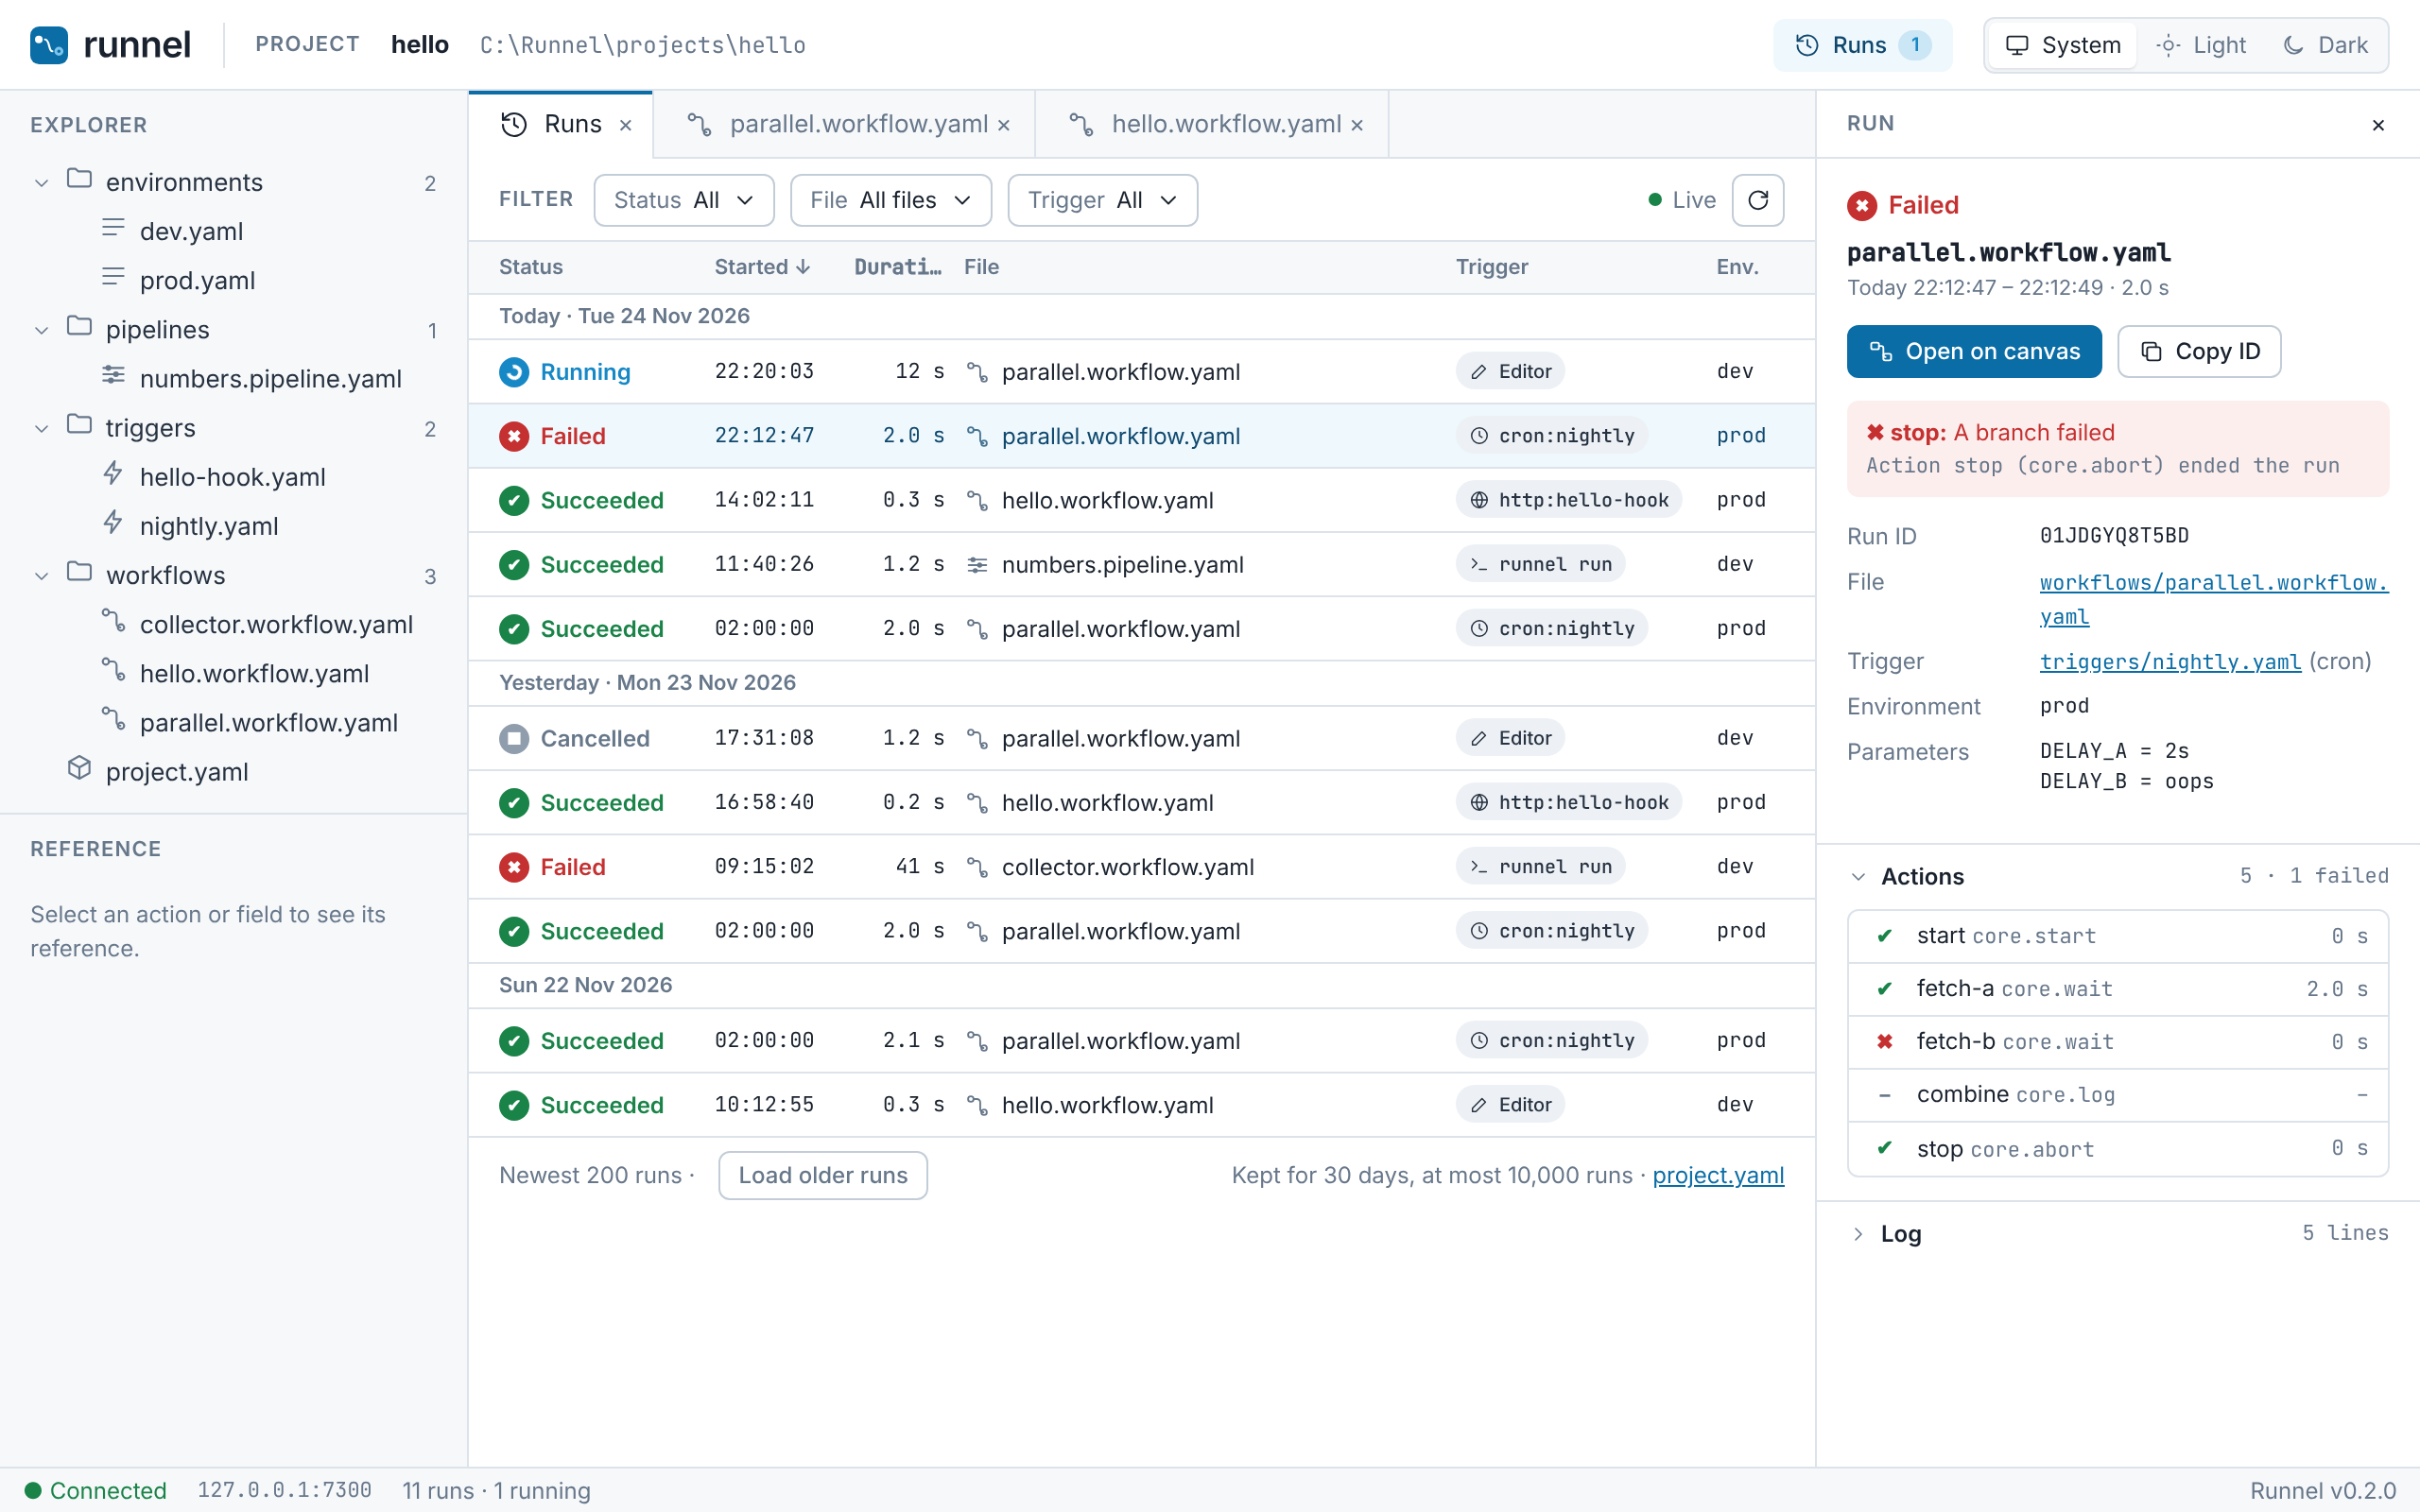 runnel PROJECT hello C:\Runnel\projects\hello Runs 1 System Light Dark
EXPLORER
environments 2
dev.yaml
prod.yaml
pipelines 1
numbers.pipeline.yaml
triggers 2
hello-hook.yaml
nightly.yaml
workflows 3
collector.workflow.yaml
hello.workflow.yaml
parallel.workflow.yaml
project.yaml
REFERENCE
Select an action or field to see its
reference.
Runs × parallel.workflow.yaml × hello.workflow.yaml ×
FILTER Status All File All files Trigger All Live
Status Started ↓ Durati… File Trigger Env.
Today · Tue 24 Nov 2026
Running 22:20:03 12 s parallel.workflow.yaml Editor dev
Failed 22:12:47 2.0 s parallel.workflow.yaml cron:nightly prod
Succeeded 14:02:11 0.3 s hello.workflow.yaml http:hello-hook prod
Succeeded 11:40:26 1.2 s numbers.pipeline.yaml runnel run dev
Succeeded 02:00:00 2.0 s parallel.workflow.yaml cron:nightly prod
Yesterday · Mon 23 Nov 2026
Cancelled 17:31:08 1.2 s parallel.workflow.yaml Editor dev
Succeeded 16:58:40 0.2 s hello.workflow.yaml http:hello-hook prod
Failed 09:15:02 41 s collector.workflow.yaml runnel run dev
Succeeded 02:00:00 2.0 s parallel.workflow.yaml cron:nightly prod
Sun 22 Nov 2026
Succeeded 02:00:00 2.1 s parallel.workflow.yaml cron:nightly prod
Succeeded 10:12:55 0.3 s hello.workflow.yaml Editor dev
Newest 200 runs · Load older runs Kept for 30 days, at most 10,000 runs · project.yaml
RUN ×
Failed
parallel.workflow.yaml
Today 22:12:47 – 22:12:49 · 2.0 s
Open on canvas Copy ID
✖ stop: A branch failed
Action stop (core.abort) ended the run
Run ID 01JDGYQ8T5BD
File workflows/parallel.workflow.
yaml
Trigger triggers/nightly.yaml (cron)
Environment prod
Parameters DELAY_A = 2s
DELAY_B = oops
Actions 5 · 1 failed
✔ start core.start 0 s
✔ fetch-a core.wait 2.0 s
✖ fetch-b core.wait 0 s
– combine core.log –
✔ stop core.abort 0 s
Log 5 lines
Connected 127.0.0.1:7300 11 runs · 1 running Runnel v0.2.0